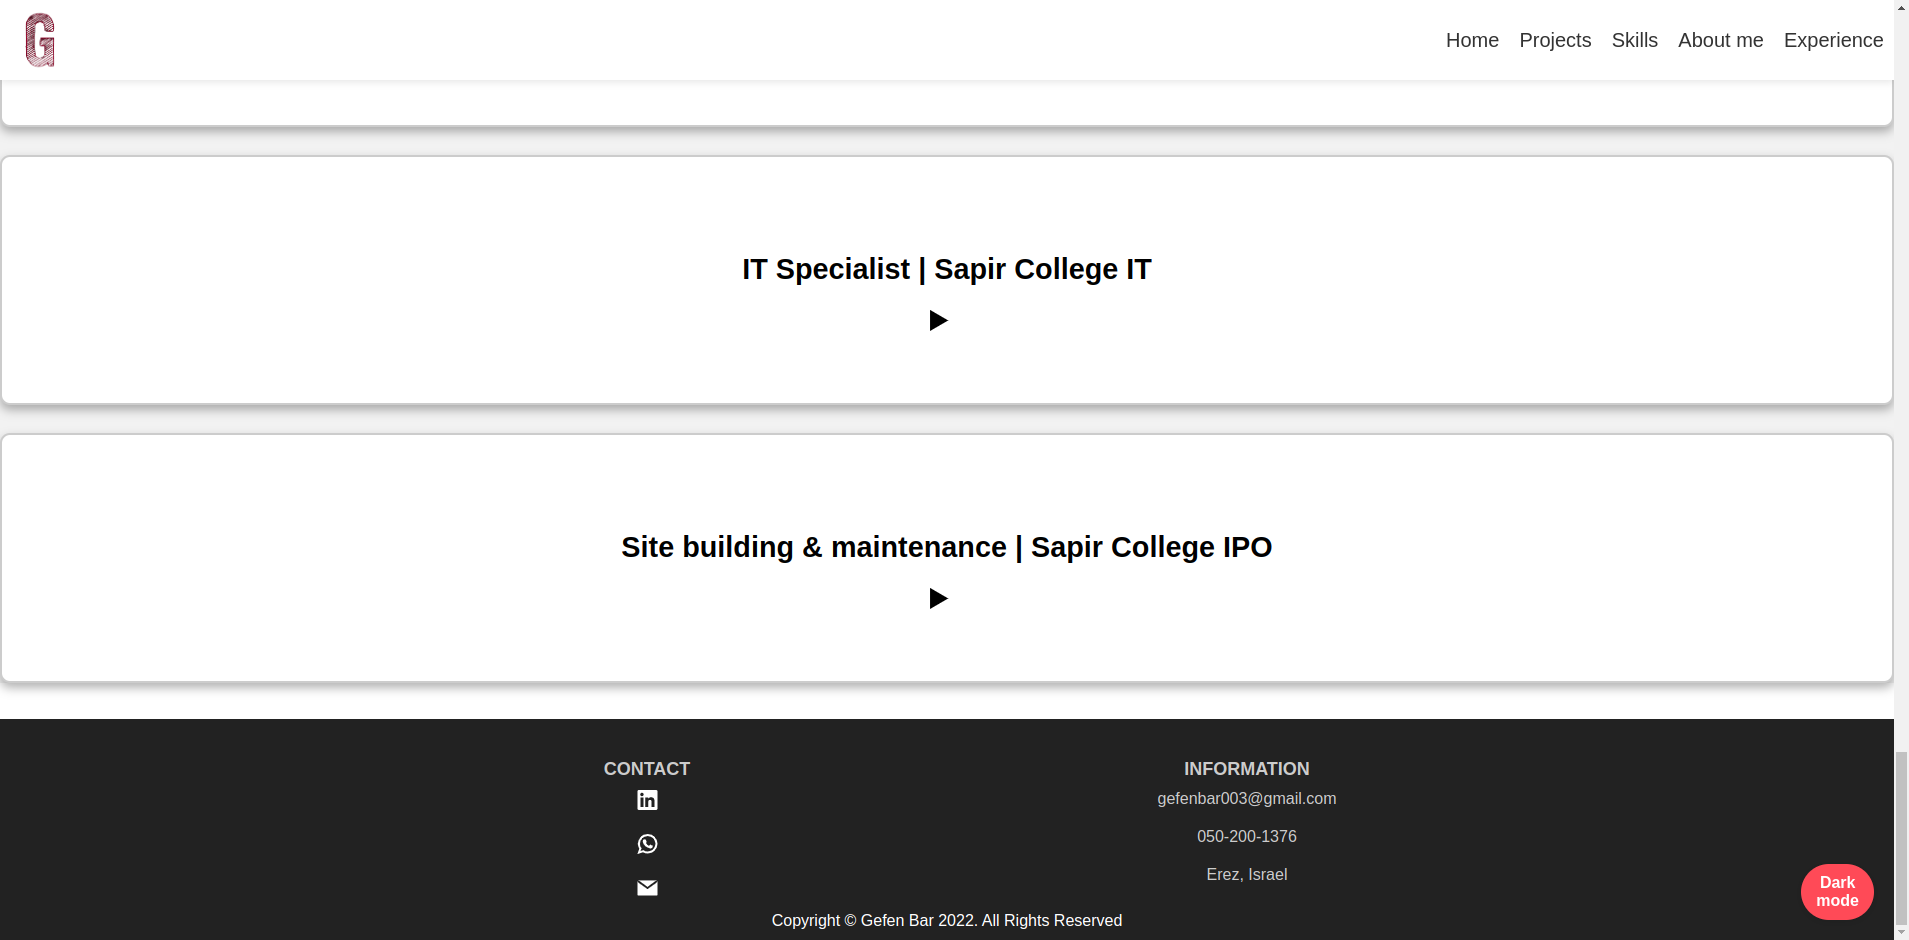 G
Home Projects Skills About me Experience
IT Specialist | Sapir College IT
Site building & maintenance | Sapir College IPO
CONTACT
INFORMATION
gefenbar003@gmail.com
050-200-1376
Erez, Israel
Dark
mode
Copyright © Gefen Bar 2022. All Rights Reserved